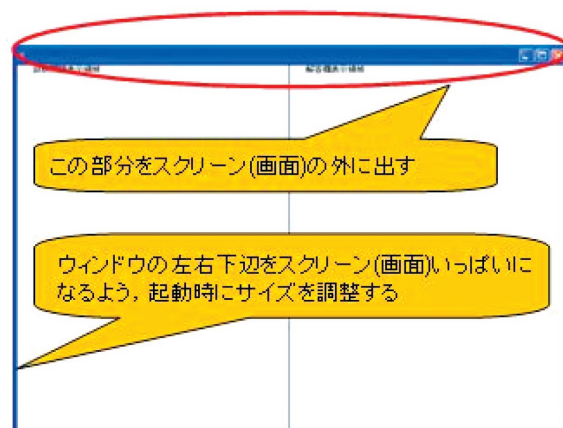 この部分をスクリーン(画面)の外に出す
ウィンドウの左右下辺をスクリーン(画面)いっぱいに
なるよう，起動時にサイズを調整する